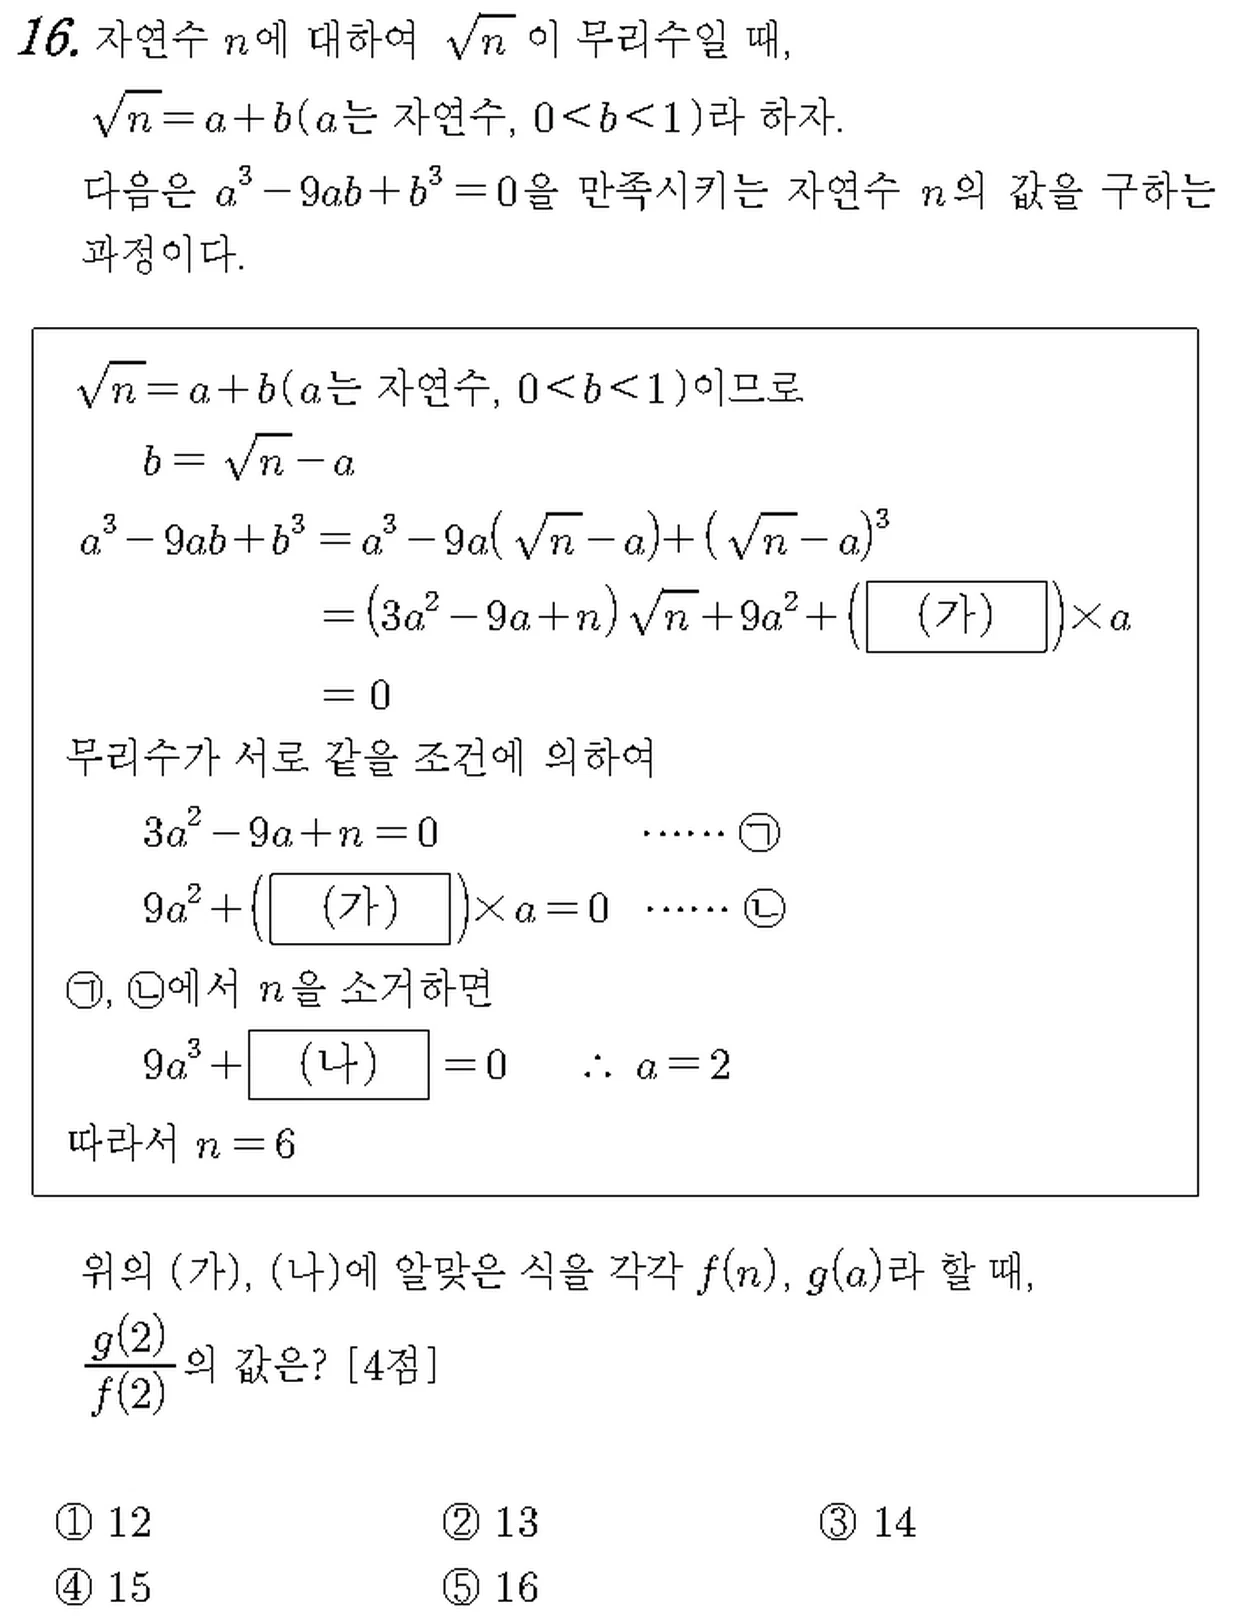 16. 자연수 n에 대하여 √n 이 무리수일 때,
√n = a+b(a는 자연수, 0<b<1)라 하자.
다음은 a³-9ab+b³=0을 만족시키는 자연수 n의 값을 구하는
과정이다.
√n = a+b(a는 자연수, 0<b<1)이므로
b = √n - a
a³-9ab+b³ = a³-9a(√n-a)+(√n-a)³
= (3a²-9a+n)√n+9a²+( (가) )×a
= 0
무리수가 서로 같을 조건에 의하여
3a²-9a+n=0 ······ ㉠
9a²+( (가) )×a=0 ······ ㉡
㉠, ㉡에서 n을 소거하면
9a³+ (나) =0 ∴ a=2
따라서 n=6
위의 (가), (나)에 알맞은 식을 각각 f(n), g(a)라 할 때,
g(2)/f(2) 의 값은? [4점]
① 12 ② 13 ③ 14
④ 15 ⑤ 16